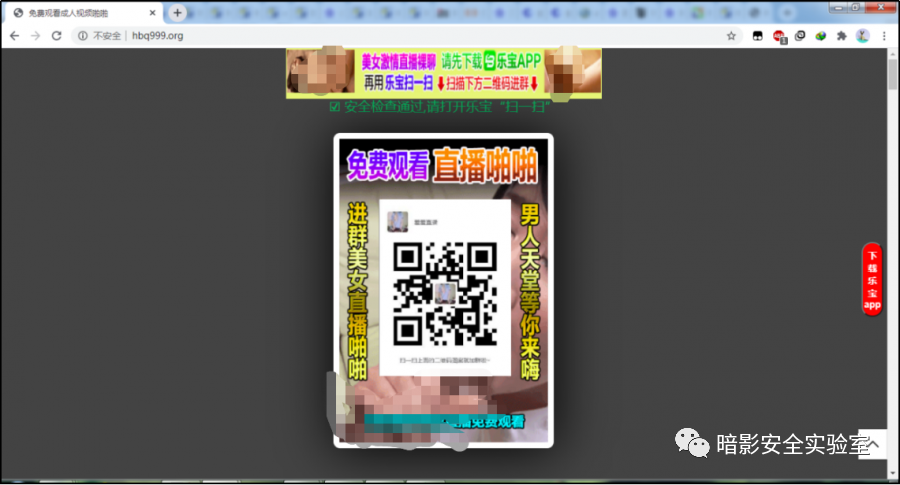 免费观看成人视频啪啪
不安全 | hbq999.org
美女激情直播裸聊 请先下载乐宝APP
再用乐宝扫一扫 扫描下方二维码进群
安全检查通过,请打开乐宝“扫一扫”
免费观看 直播啪啪
进群美女直播啪啪
男人天堂等你来嗨
播免费观看
下载乐宝app
暗影安全实验室